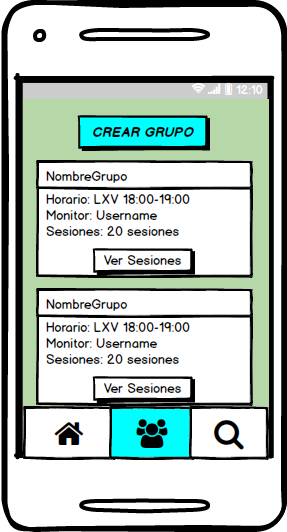 12:10
CREAR GRUPO
NombreGrupo
Horario: LXV 18:00-19:00
Monitor: Username
Sesiones: 20 sesiones
Ver Sesiones
NombreGrupo
Horario: LXV 18:00-19:00
Monitor: Username
Sesiones: 20 sesiones
Ver Sesiones